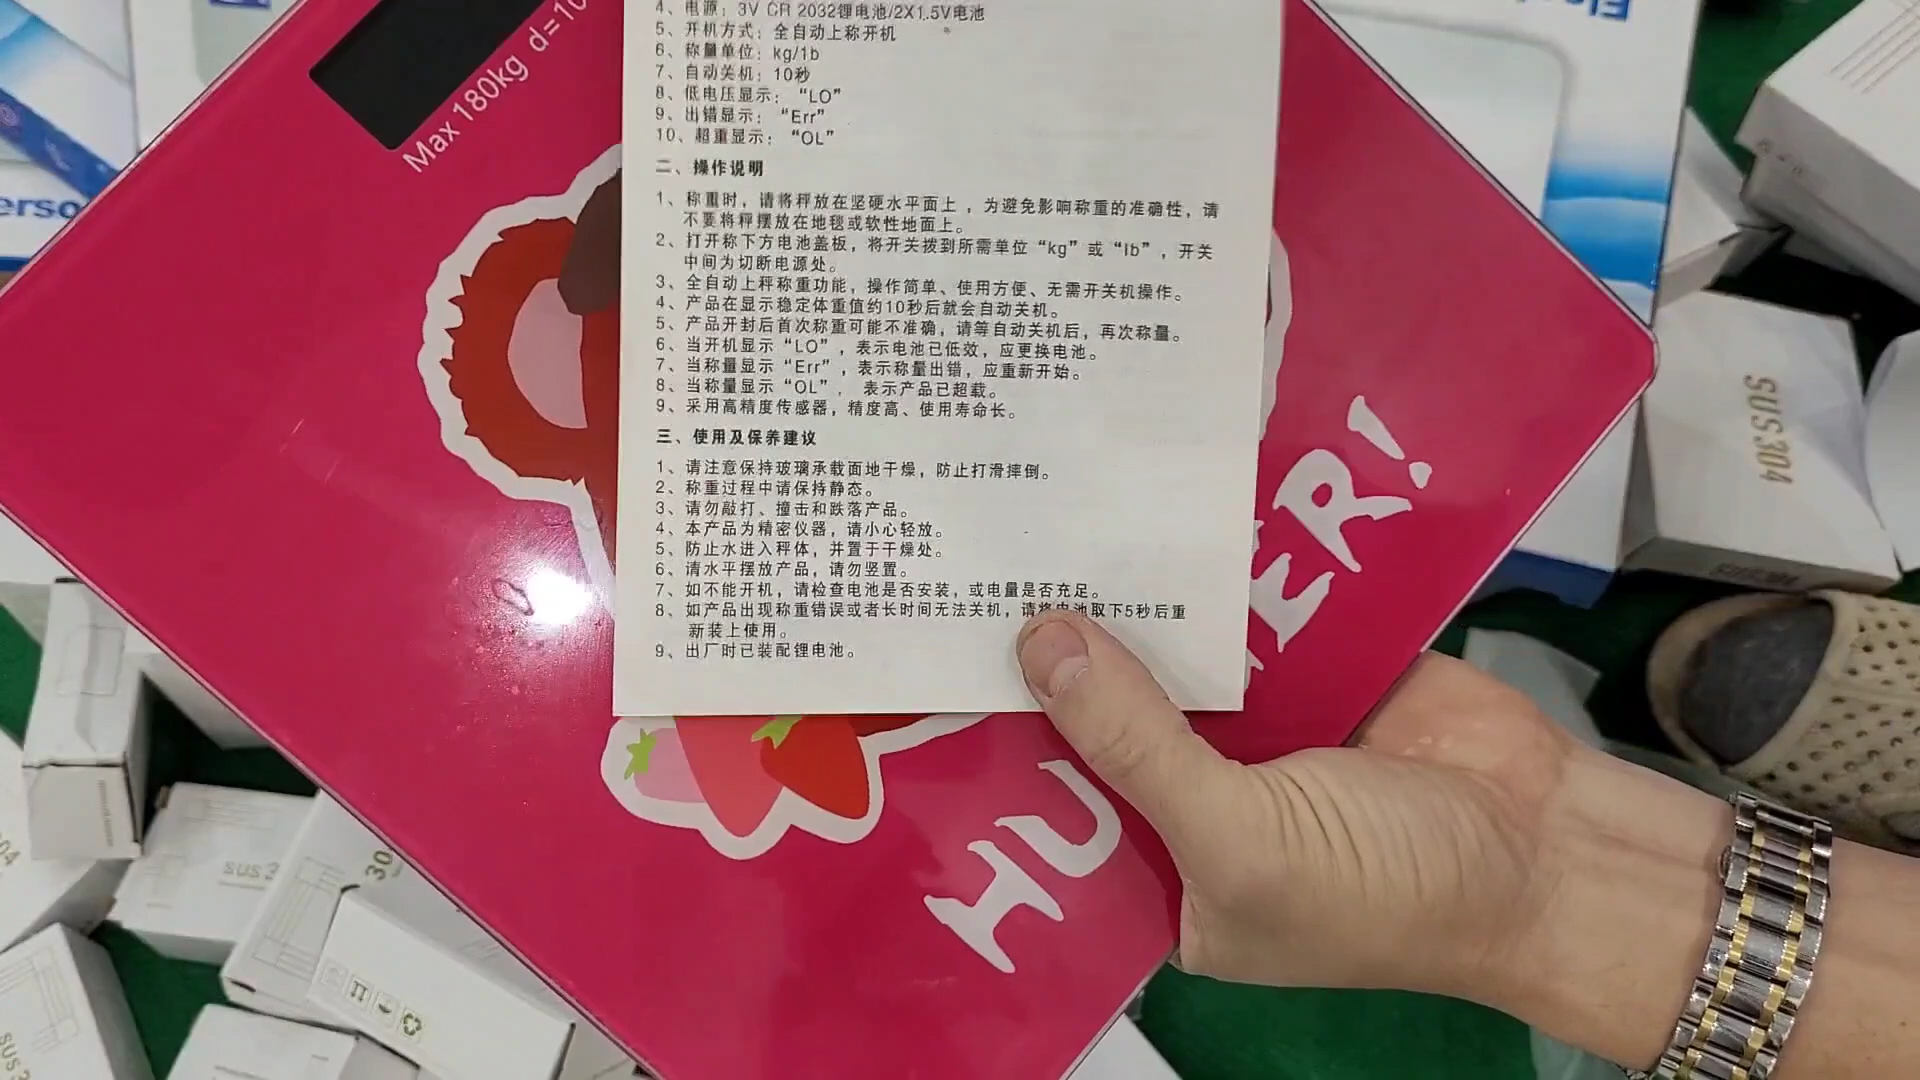 4、电源：3V CR 2032锂电池/2X1.5V电池
5、开机方式：全自动上称开机
6、称量单位：kg/1b
7、自动关机：10秒
8、低电压显示：“LO”
9、出错显示：“Err”
10、超重显示：“OL”
二、操作说明
1、称重时，请将秤放在坚硬水平面上，为避免影响称重的准确性，请
不要将秤摆放在地毯或软性地面上。
2、打开称下方电池盖板，将开关拨到所需单位“kg”或“lb”，开关
中间为切断电源处。
3、全自动上秤称重功能，操作简单、使用方便、无需开关机操作。
4、产品在显示稳定体重值约10秒后就会自动关机。
5、产品开封后首次称重可能不准确，请等自动关机后，再次称量。
6、当开机显示“LO”，表示电池已低效，应更换电池。
7、当称量显示“Err”，表示称量出错，应重新开始。
8、当称量显示“OL”，表示产品已超载。
9、采用高精度传感器，精度高、使用寿命长。
三、使用及保养建议
1、请注意保持玻璃承载面地干燥，防止打滑摔倒。
2、称重过程中请保持静态。
3、请勿敲打、撞击和跌落产品。
4、本产品为精密仪器，请小心轻放。
5、防止水进入秤体，并置于干燥处。
6、请水平摆放产品，请勿竖置。
7、如不能开机，请检查电池是否安装，或电量是否充足。
8、如产品出现称重错误或者长时间无法关机，请将电池取下5秒后重
新装上使用。
9、出厂时已装配锂电池。
Max 180kg d=10
HU
ER!
SUS304